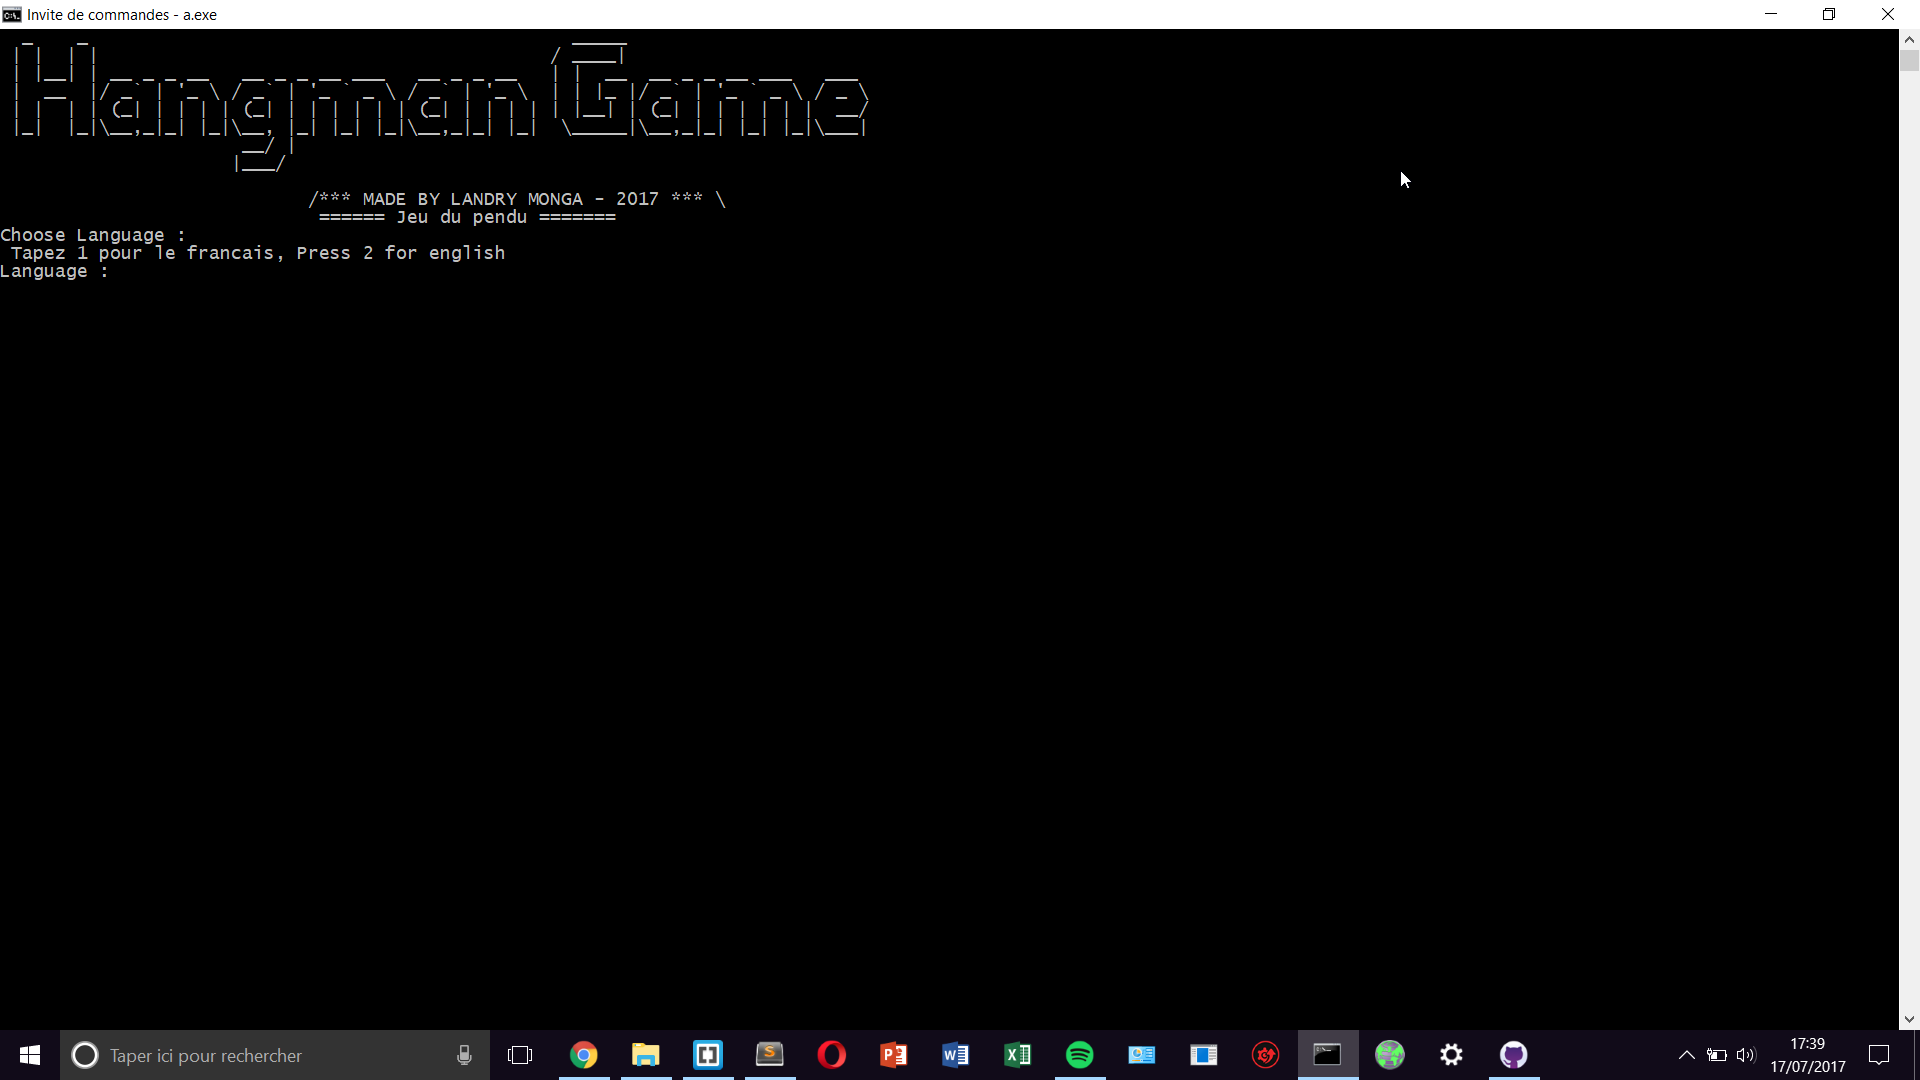 Invite de commandes - a.exe
Hangman Game
/*** MADE BY LANDRY MONGA - 2017 *** \
====== Jeu du pendu =======
Choose Language :
Tapez 1 pour le francais, Press 2 for english
Language :
Taper ici pour rechercher
17:39
17/07/2017